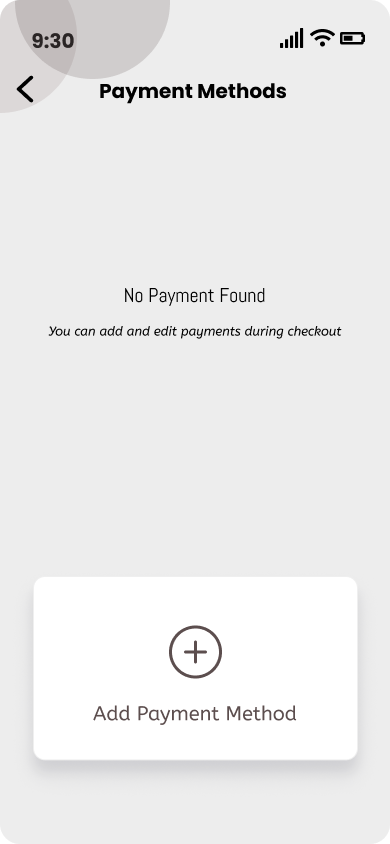 9:30
Payment Methods
No Payment Found
You can add and edit payments during checkout
Add Payment Method